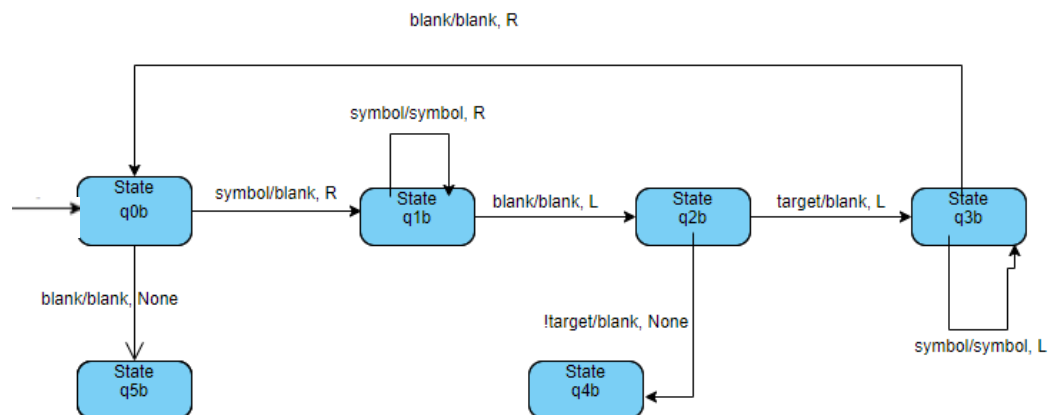 blank/blank, R
symbol/symbol, R
State
q0b
symbol/blank, R
State
q1b
blank/blank, L
State
q2b
target/blank, L
State
q3b
blank/blank, None
!target/blank, None
symbol/symbol, L
State
q5b
State
q4b